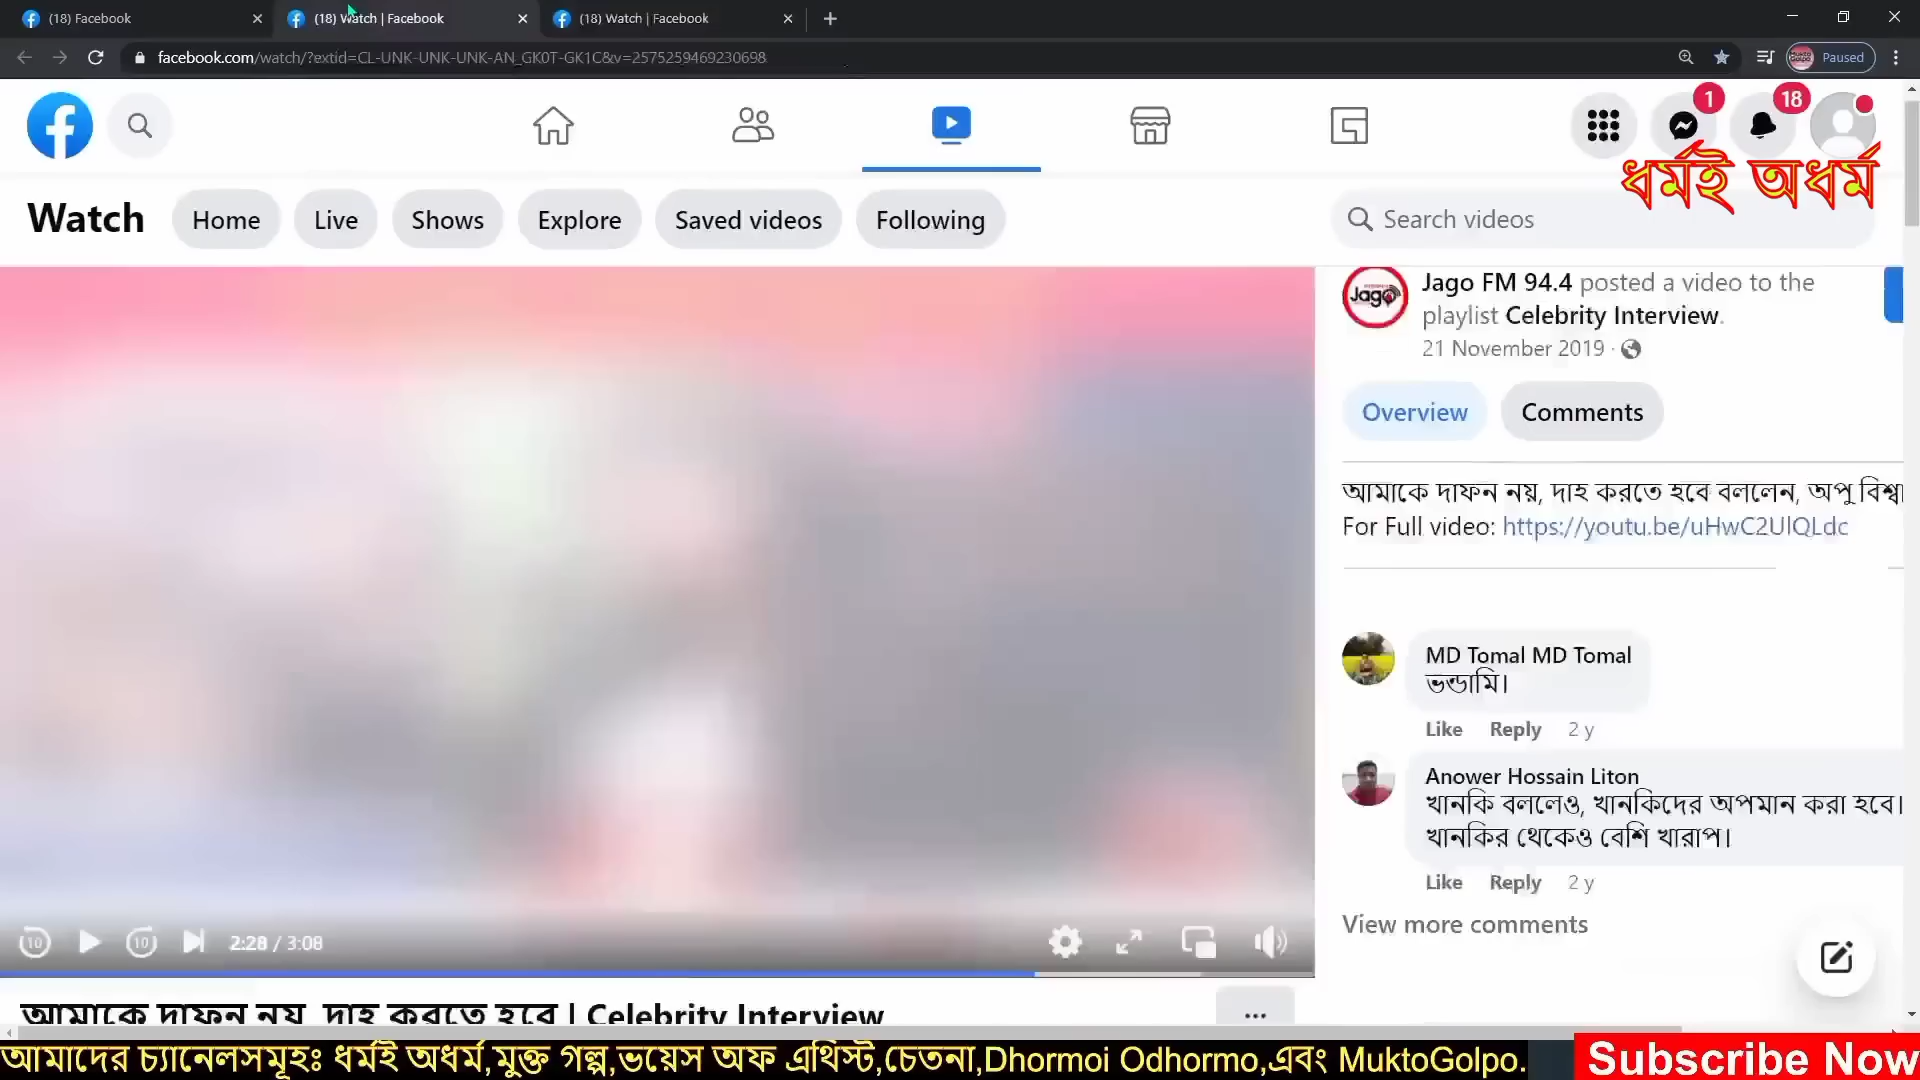 (18) Facebook
(18) Watch | Facebook
(18) Watch | Facebook
facebook.com/watch/?extid=CL-UNK-UNK-UNK-AN_GK0T-GK1C&v=2575259469230698
Paused
1
18
ধর্মই অধর্ম
Watch
Home
Live
Shows
Explore
Saved videos
Following
Search videos
Jago
Jago FM 94.4 posted a video to the
playlist Celebrity Interview.
21 November 2019 ·
Overview
Comments
আমাকে দাফন নয়, দাহ করতে হবে বললেন, অপু
For Full video: https://youtu.be/uHwC2UlQLdc
MD Tomal MD Tomal
ভন্ডামি।
Like Reply 2 y
Anower Hossain Liton
খানকি বললেও, খানকিদের অপমান করা হবে।
খানকির থেকেও বেশি খারাপ।
Like Reply 2 y
View more comments
10
10
2:28 / 3:08
আমাকে দাফন নয়, দাহ করতে হবে | Celebrity Interview
আমাদের চ্যানেলসমূহঃ ধর্মই অধর্ম,মুক্ত গল্প,ভয়েস অফ এথিস্ট,চেতনা,Dhormoi Odhormo,এবং MuktoGolpo.
Subscribe Now